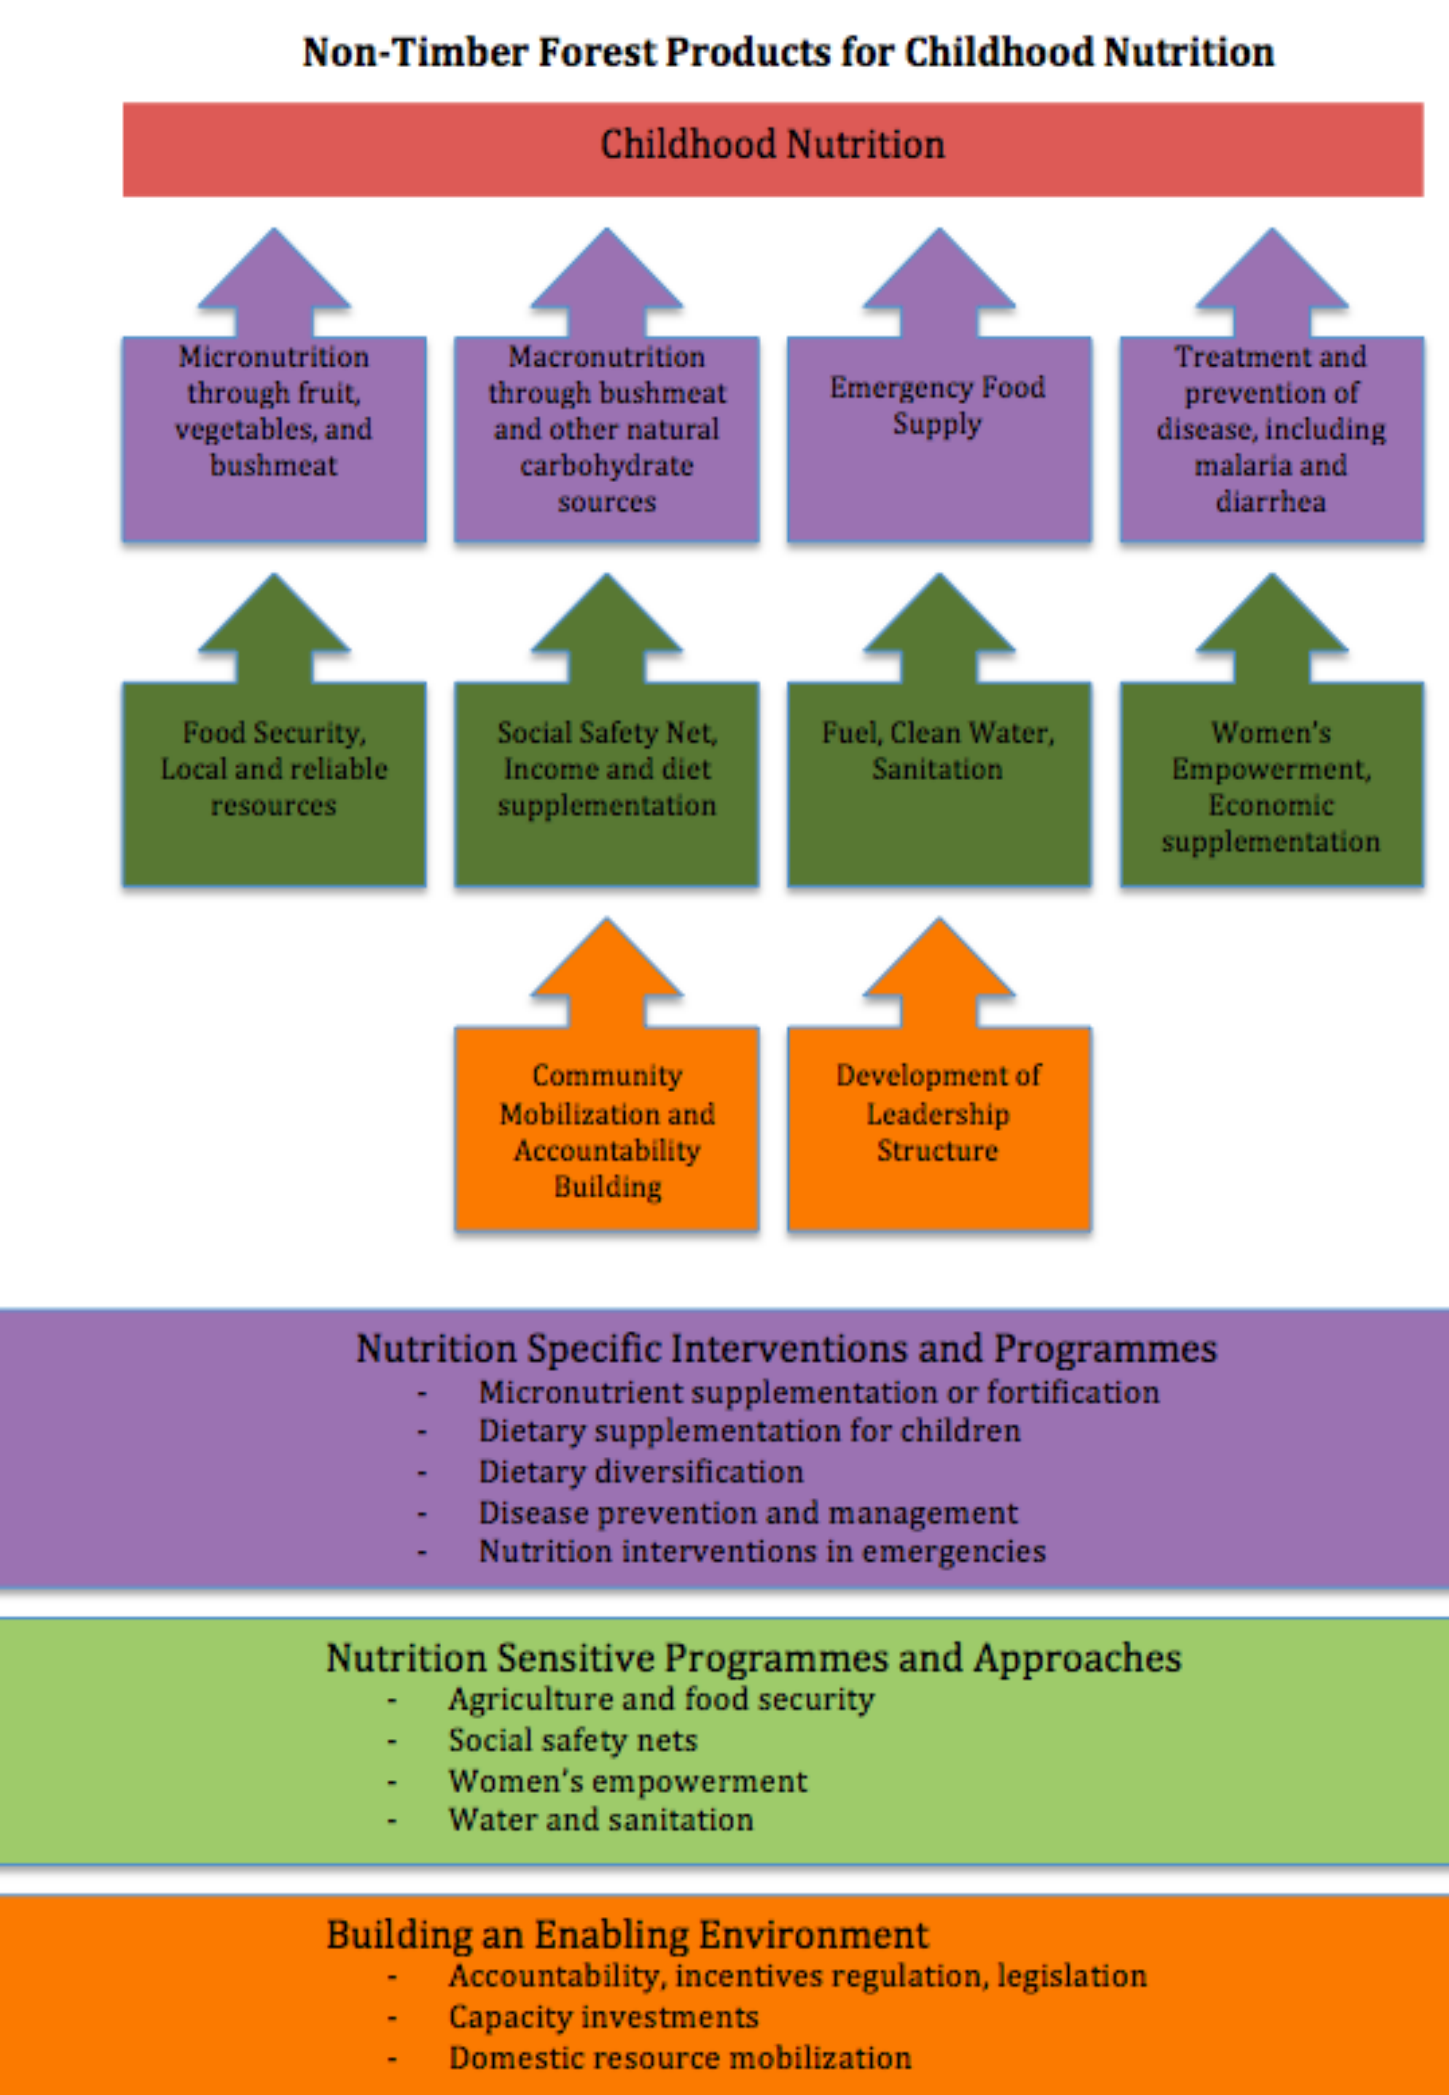 Non-Timber Forest Products for Childhood Nutrition
Childhood Nutrition
Micronutrition
through fruit,
vegetables, and
bushmeat
Macronutrition
through bushmeat
and other natural
carbohydrate
sources
Emergency Food
Supply
Treatment and
prevention of
disease, including
malaria and
diarrhea
Food Security,
Local and reliable
resources
Social Safety Net,
Income and diet
supplementation
Fuel, Clean Water,
Sanitation
Women's
Empowerment,
Economic
supplementation
Community
Mobilization and
Accountability
Building
Development of
Leadership
Structure
Nutrition Specific Interventions and Programmes
- Micronutrient supplementation or fortification
- Dietary supplementation for children
- Dietary diversification
- Disease prevention and management
- Nutrition interventions in emergencies
Nutrition Sensitive Programmes and Approaches
- Agriculture and food security
- Social safety nets
- Women's empowerment
- Water and sanitation
Building an Enabling Environment
- Accountability, incentives regulation, legislation
- Capacity investments
- Domestic resource mobilization